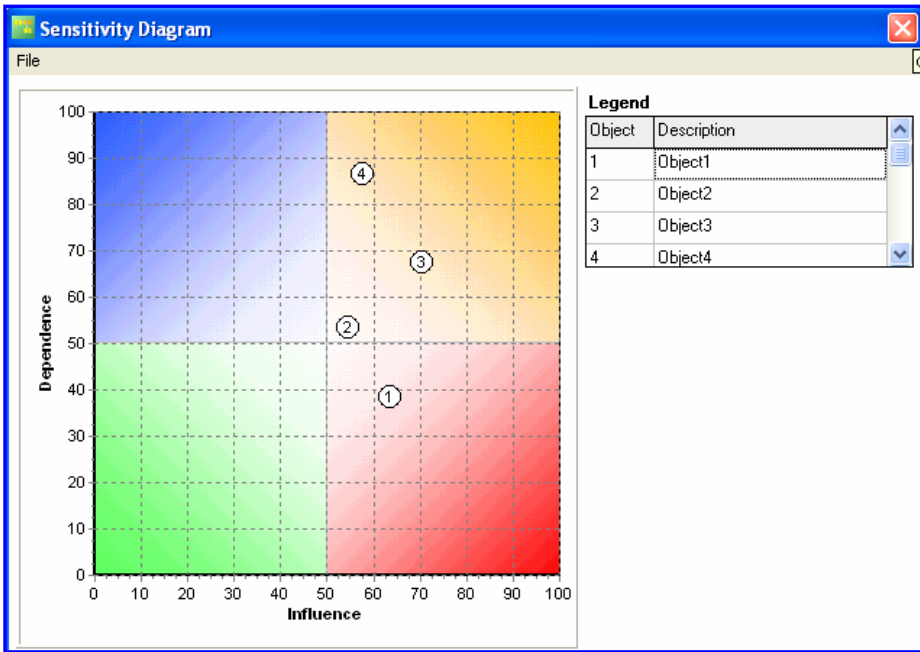 Sensitivity Diagram
File
100
90
80
70
60
50
40
30
20
10
0
Dependence
4
3
2
1
0 10 20 30 40 50 60 70 80 90 100
Influence
Legend
Object Description
1 Object1
2 Object2
3 Object3
4 Object4